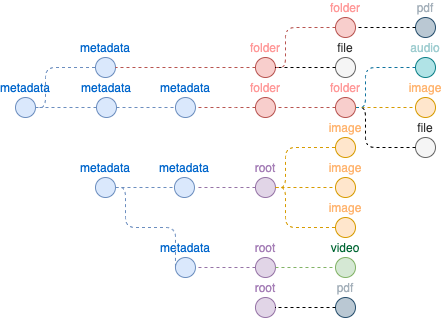 folder pdf
metadata folder file audio
metadata metadata metadata folder folder image
image file
metadata metadata root image
image
metadata root video
root pdf